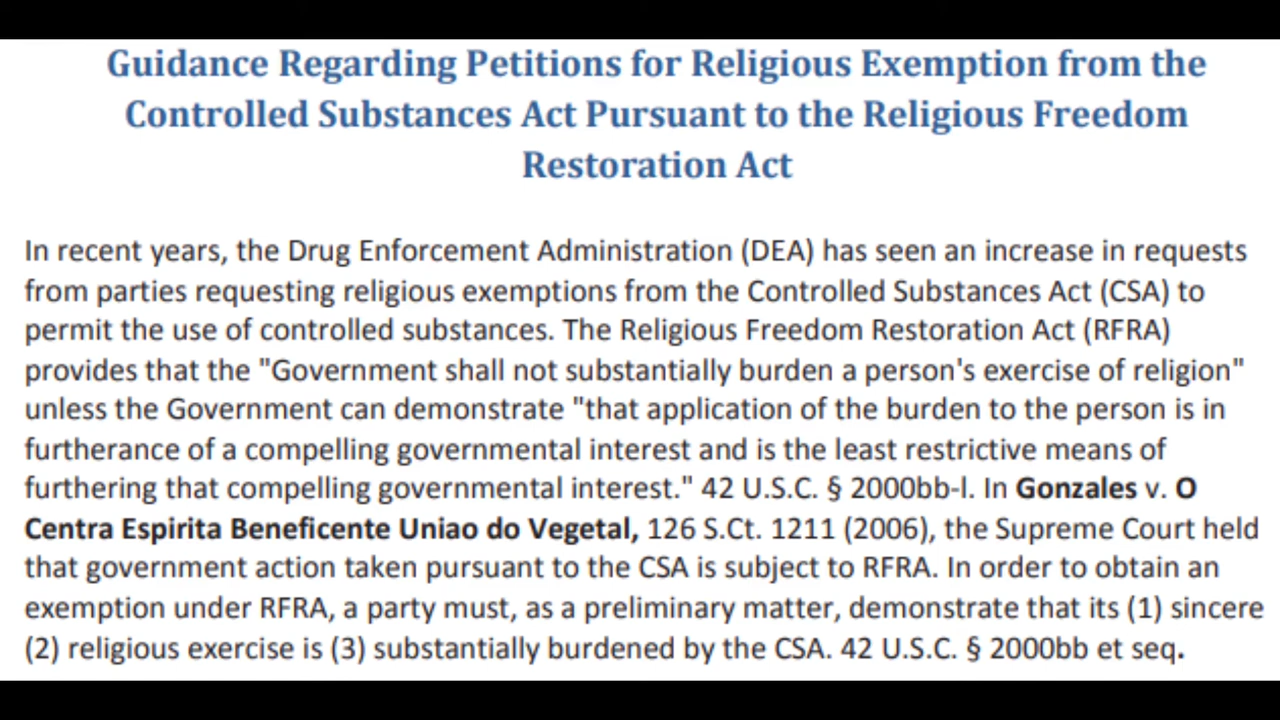 Guidance Regarding Petitions for Religious Exemption from the
Controlled Substances Act Pursuant to the Religious Freedom
Restoration Act
In recent years, the Drug Enforcement Administration (DEA) has seen an increase in requests
from parties requesting religious exemptions from the Controlled Substances Act (CSA) to
permit the use of controlled substances. The Religious Freedom Restoration Act (RFRA)
provides that the "Government shall not substantially burden a person's exercise of religion"
unless the Government can demonstrate "that application of the burden to the person is in
furtherance of a compelling governmental interest and is the least restrictive means of
furthering that compelling governmental interest." 42 U.S.C. § 2000bb-l. In Gonzales v. O
Centra Espirita Beneficente Uniao do Vegetal, 126 S.Ct. 1211 (2006), the Supreme Court held
that government action taken pursuant to the CSA is subject to RFRA. In order to obtain an
exemption under RFRA, a party must, as a preliminary matter, demonstrate that its (1) sincere
(2) religious exercise is (3) substantially burdened by the CSA. 42 U.S.C. § 2000bb et seq.